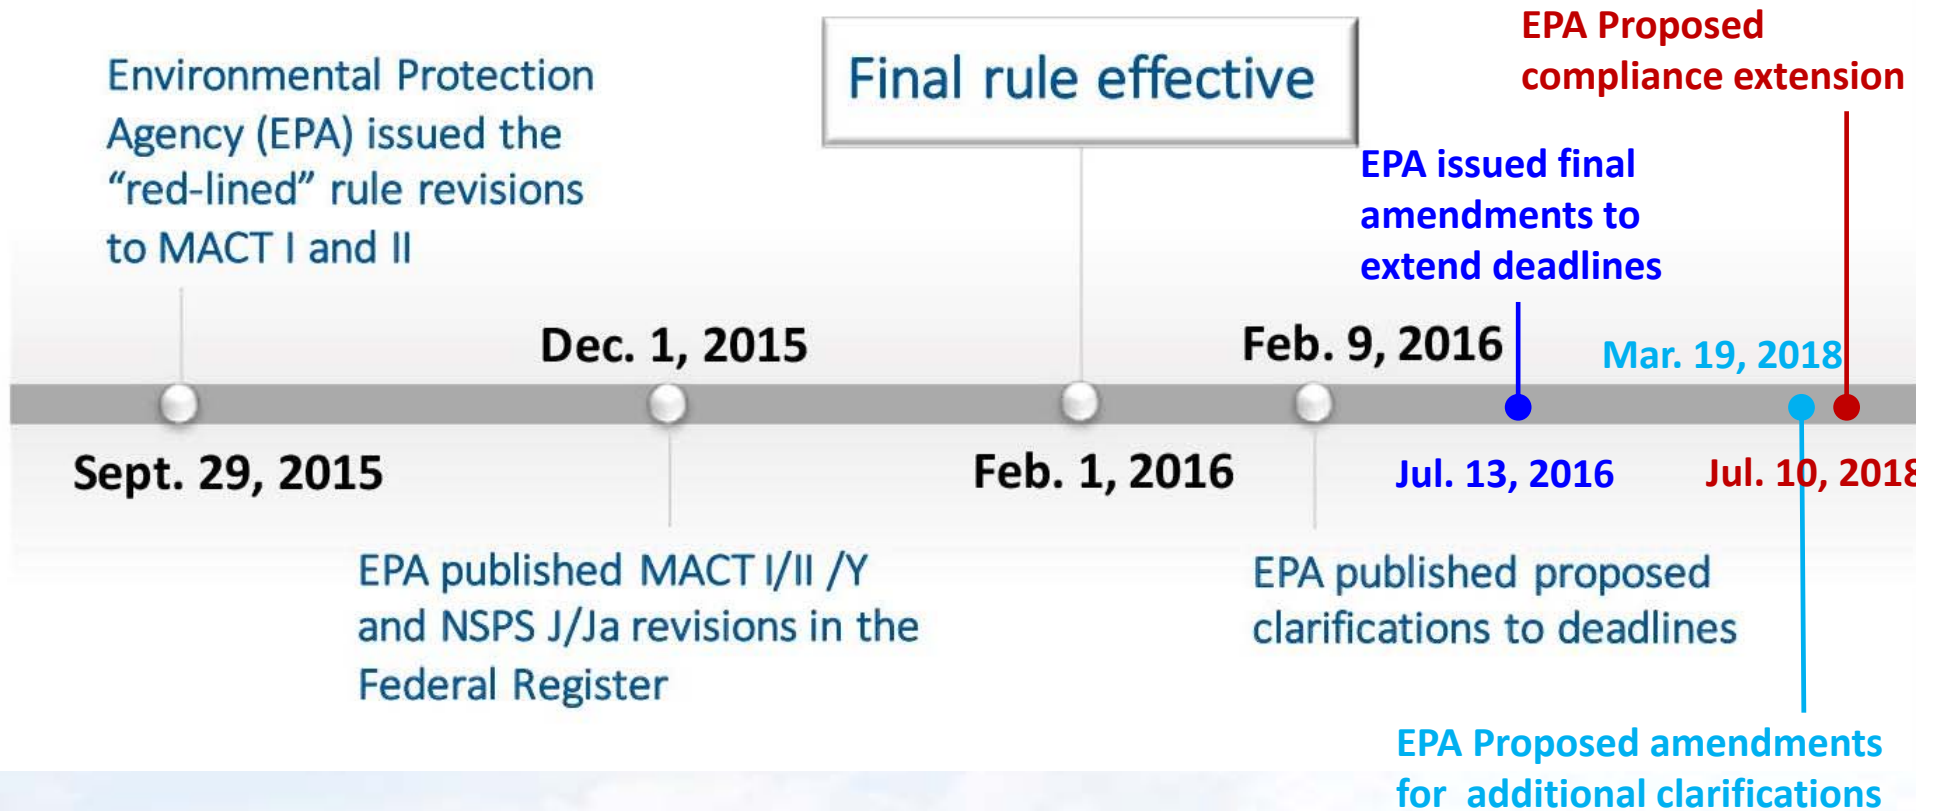 Environmental Protection
Agency (EPA) issued the
“red-lined” rule revisions
to MACT I and II
Sept. 29, 2015
Dec. 1, 2015
EPA published MACT I/II /Y
and NSPS J/Ja revisions in the
Federal Register
Final rule effective
Feb. 1, 2016
Feb. 9, 2016
EPA published proposed
clarifications to deadlines
EPA issued final
amendments to
extend deadlines
Jul. 13, 2016
Mar. 19, 2018
EPA Proposed amendments
for additional clarifications
EPA Proposed
compliance extension
Jul. 10, 2018